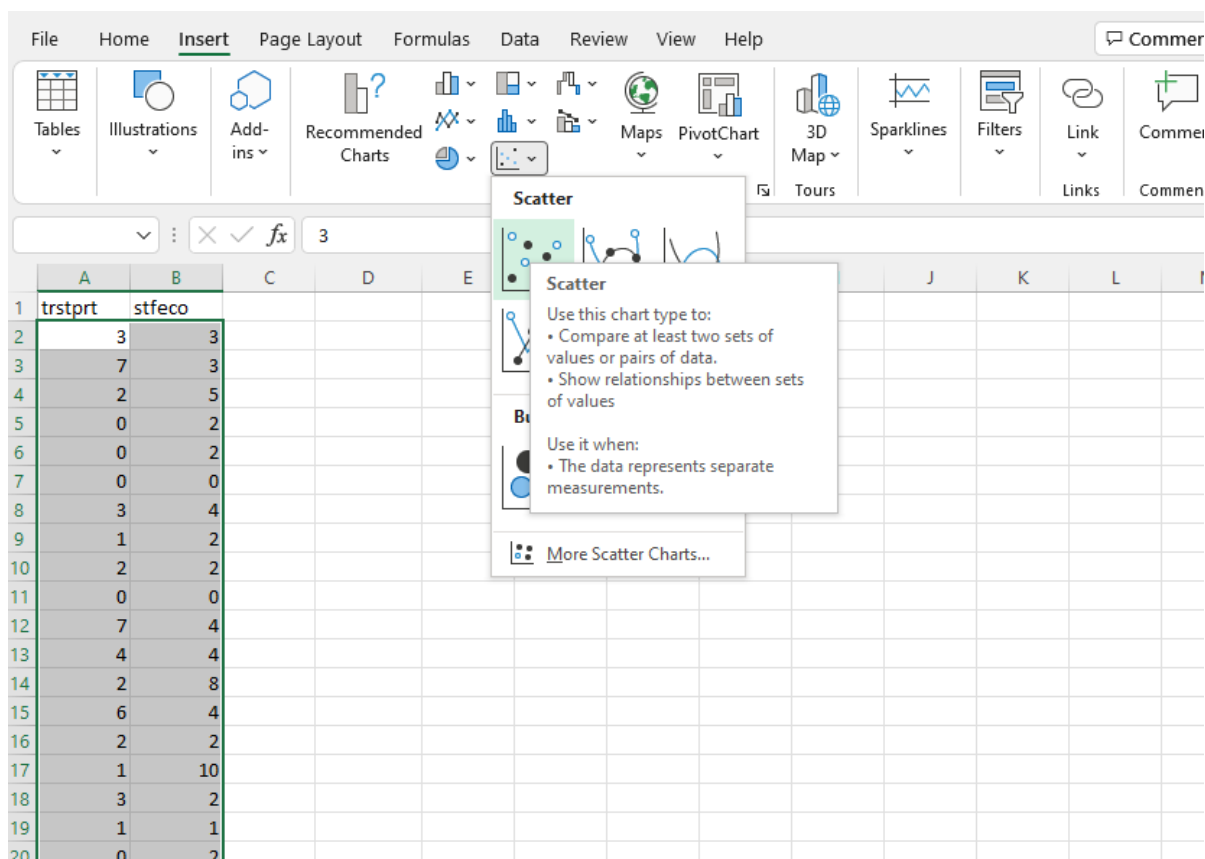 File Home Insert Page Layout Formulas Data Review View Help
Tables Illustrations Add-ins Recommended Charts Maps PivotChart 3D Map Sparklines Filters Link
Tours Links
fx 3
Scatter
A B C D E J K L
1 trstprt stfeco
2 3 3
3 7 3
4 2 5
5 0 2
6 0 2
7 0 0
8 3 4
9 1 2
10 2 2
11 0 0
12 7 4
13 4 4
14 2 8
15 6 4
16 2 2
17 1 10
18 3 2
19 1 1
20 0 2
Scatter
Use this chart type to:
• Compare at least two sets of
values or pairs of data.
• Show relationships between sets
of values
Use it when:
• The data represents separate
measurements.
More Scatter Charts...